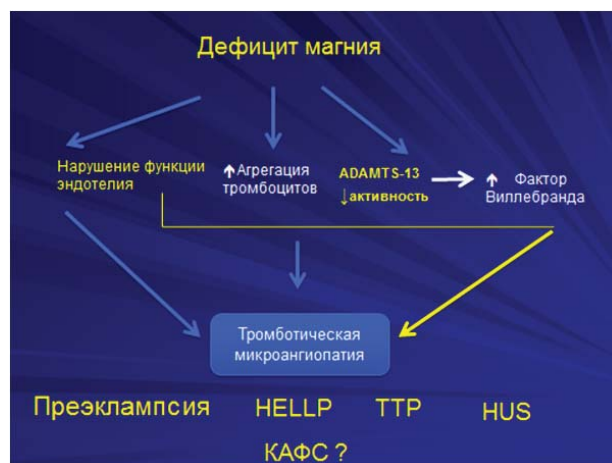 Дефицит магния
Нарушение функции
эндотелия
↑Агрегация
тромбоцитов
ADAMTS-13
↓активность
↑ Фактор
Виллебранда
Тромботическая
микроангиопатия
Преэклампсия HELLP TTP HUS
КАФС ?